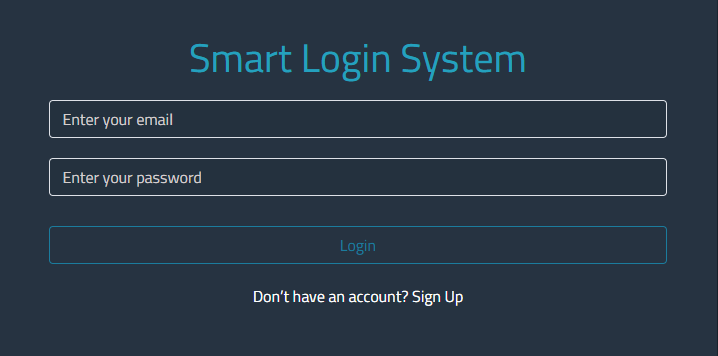 Smart Login System
Enter your email
Enter your password
Login
Don’t have an account? Sign Up